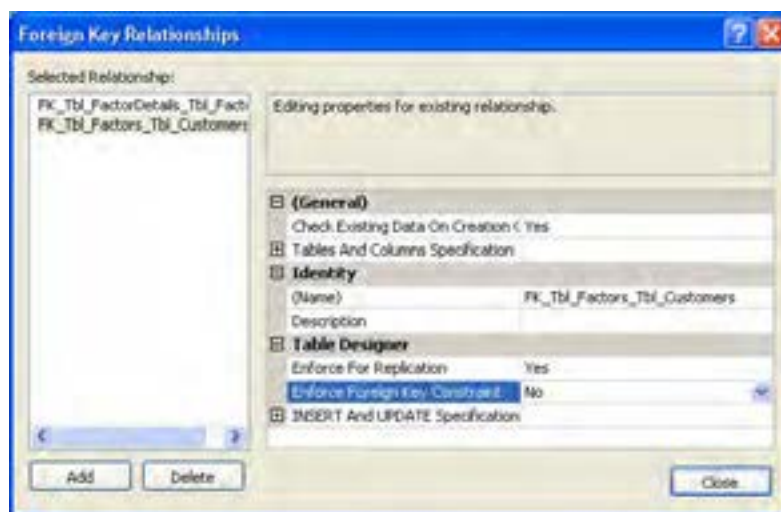 Foreign Key Relationships
Selected Relationship:
FK_Tbl_FactorDetails_Tbl_Facti
FK_Tbl_Factors_Tbl_Customers
Editing properties for existing relationship.
(General)
Check Existing Data On Creation O Yes
Tables And Columns Specification
Identity
(Name) FK_Tbl_Factors_Tbl_Customers
Description
Table Designer
Enforce For Replication Yes
Enforce Foreign Key Constraint No
INSERT And UPDATE Specification
Add Delete Close